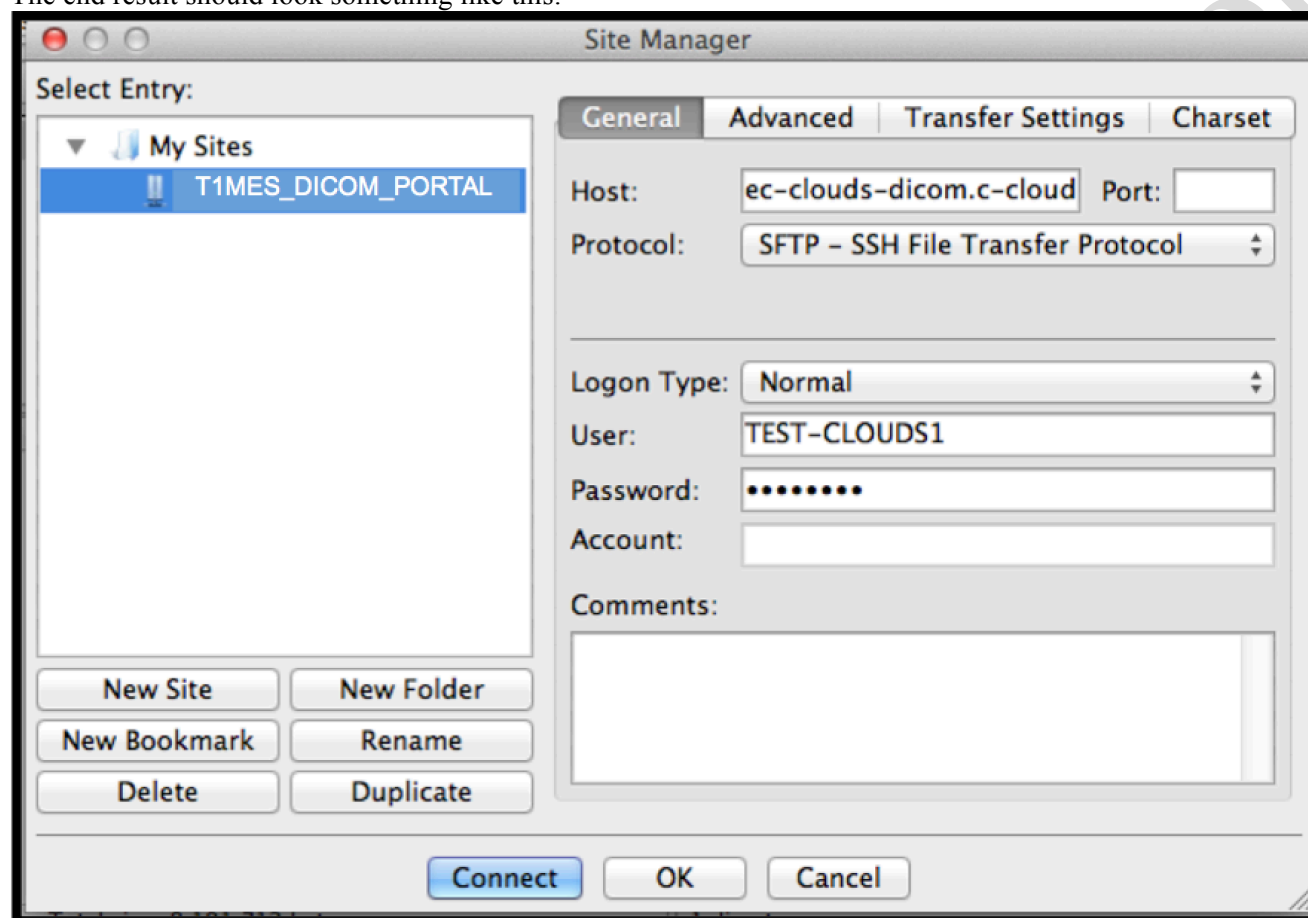 The end result should look something like this:
Site Manager
Select Entry:
My Sites
T1MES_DICOM_PORTAL
New Site
New Folder
New Bookmark
Rename
Delete
Duplicate
General
Advanced
Transfer Settings
Charset
Host:
ec-clouds-dicom.c-cloud
Port:
Protocol:
SFTP – SSH File Transfer Protocol
Logon Type:
Normal
User:
TEST-CLOUDS1
Password:
••••••••
Account:
Comments:
Connect
OK
Cancel